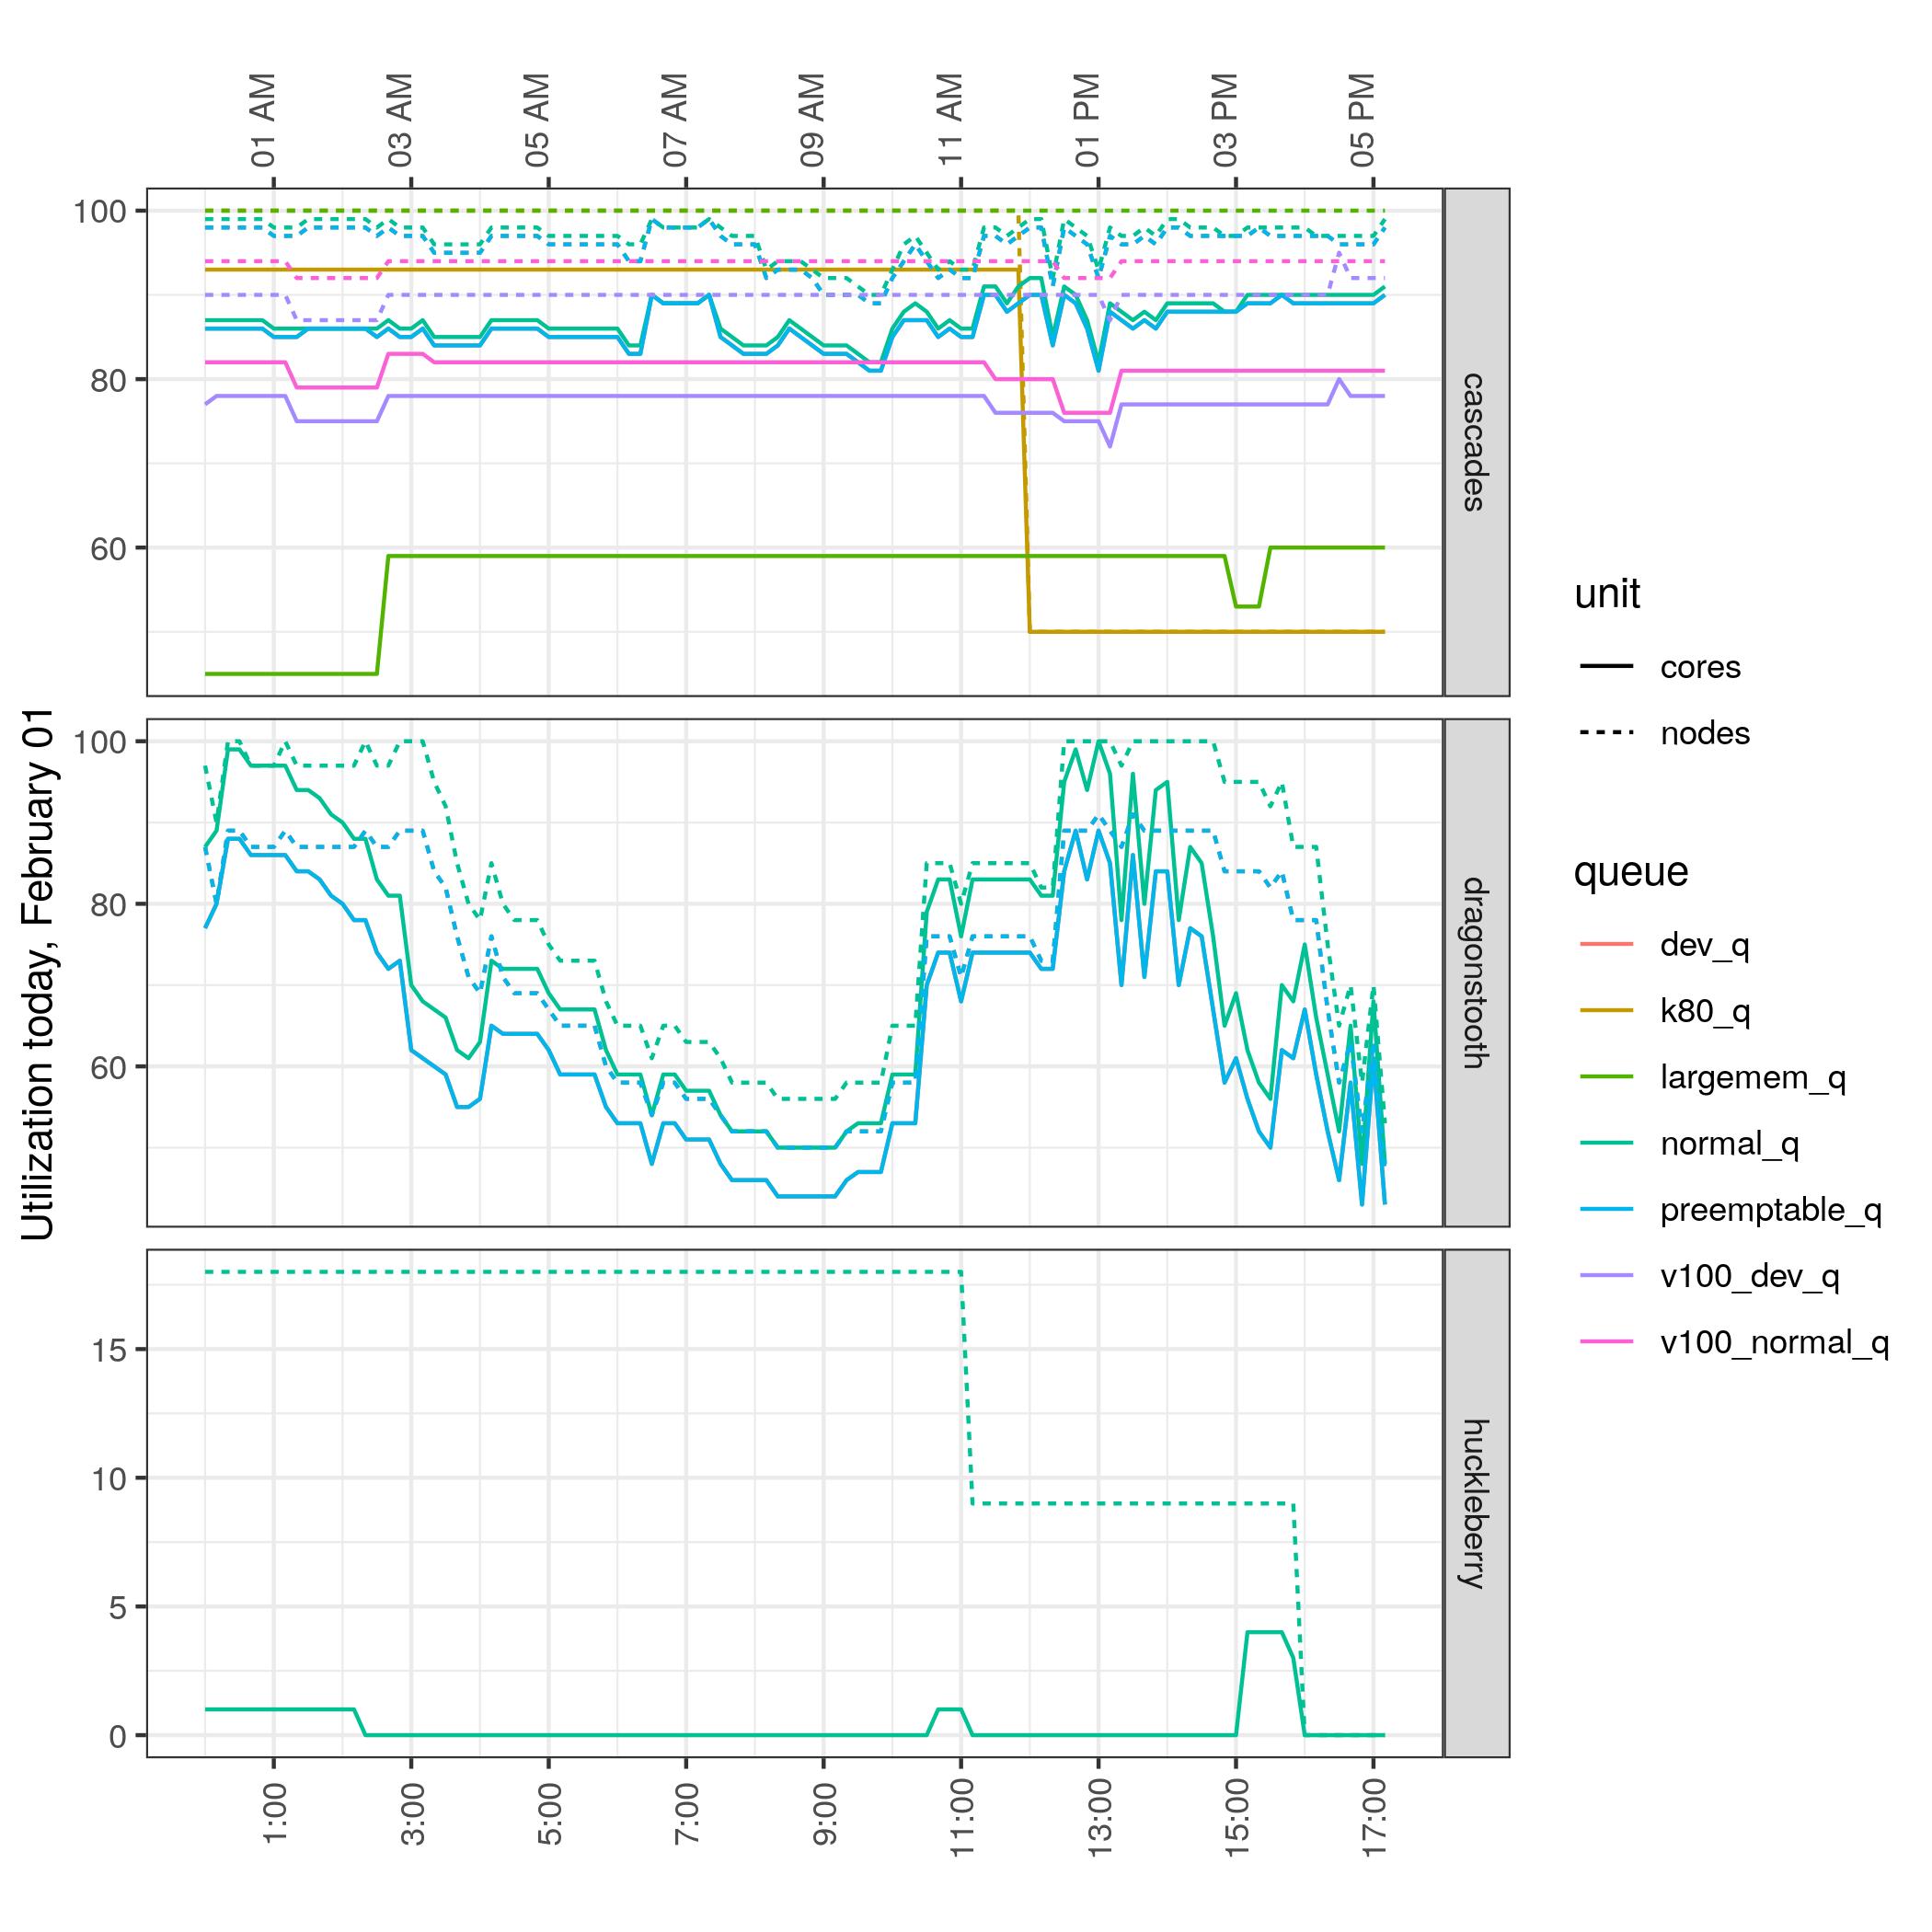 01 AM
03 AM
05 AM
07 AM
09 AM
11 AM
01 PM
03 PM
05 PM
Utilization today, February 01
100
80
60
cascades
100
80
60
dragonstooth
15
10
5
0
huckleberry
1:00
3:00
5:00
7:00
9:00
11:00
13:00
15:00
17:00
unit
cores
nodes
queue
dev_q
k80_q
largemem_q
normal_q
preemptable_q
v100_dev_q
v100_normal_q